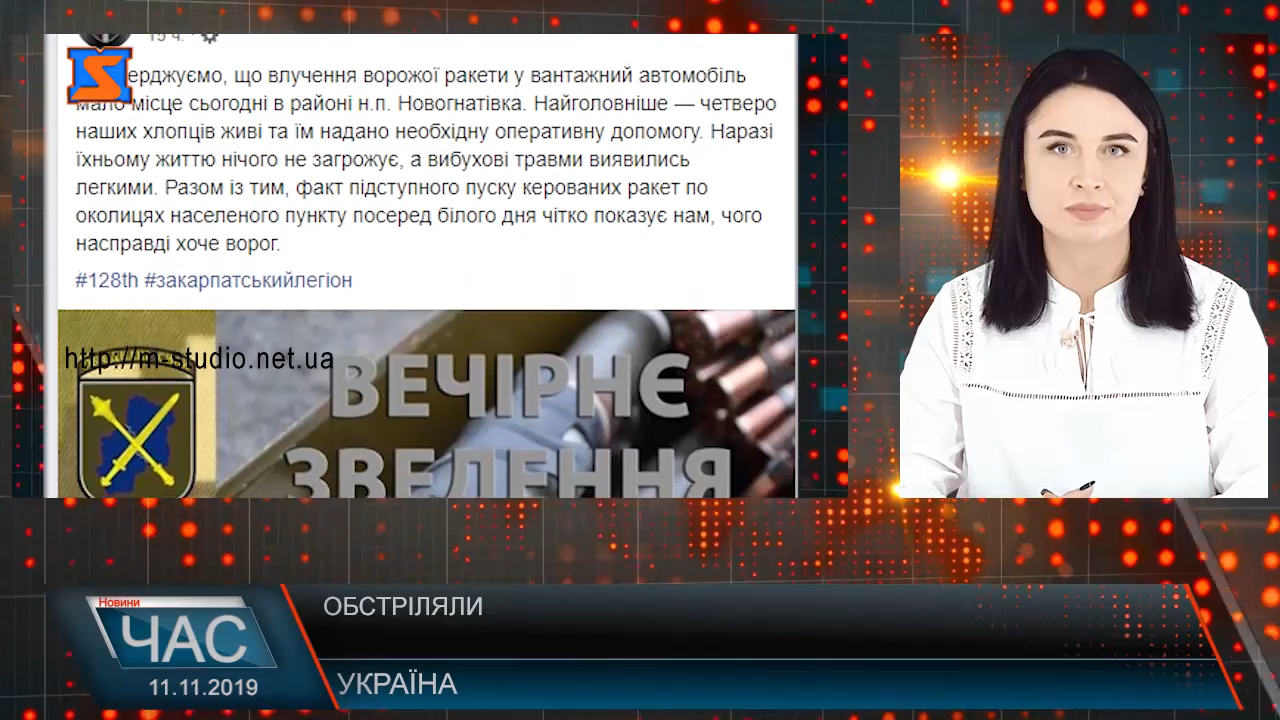 15 ч.
ерджуємо, що влучення ворожої ракети у вантажний автомобіль
мало місце сьогодні в районі н.п. Новогнатівка. Найголовніше — четверо
наших хлопців живі та їм надано необхідну оперативну допомогу. Наразі
їхньому життю нічого не загрожує, а вибухові травми виявились
легкими. Разом із тим, факт підступного пуску керованих ракет по
околицях населеного пункту посеред білого дня чітко показує нам, чого
насправді хоче ворог.
#128th #закарпатськийлегіон
http://m-studio.net.ua
ВЕЧІРНЄ
ЗВЕДЕННЯ
Новини
ЧАС
11.11.2019
ОБСТРІЛЯЛИ
УКРАЇНА